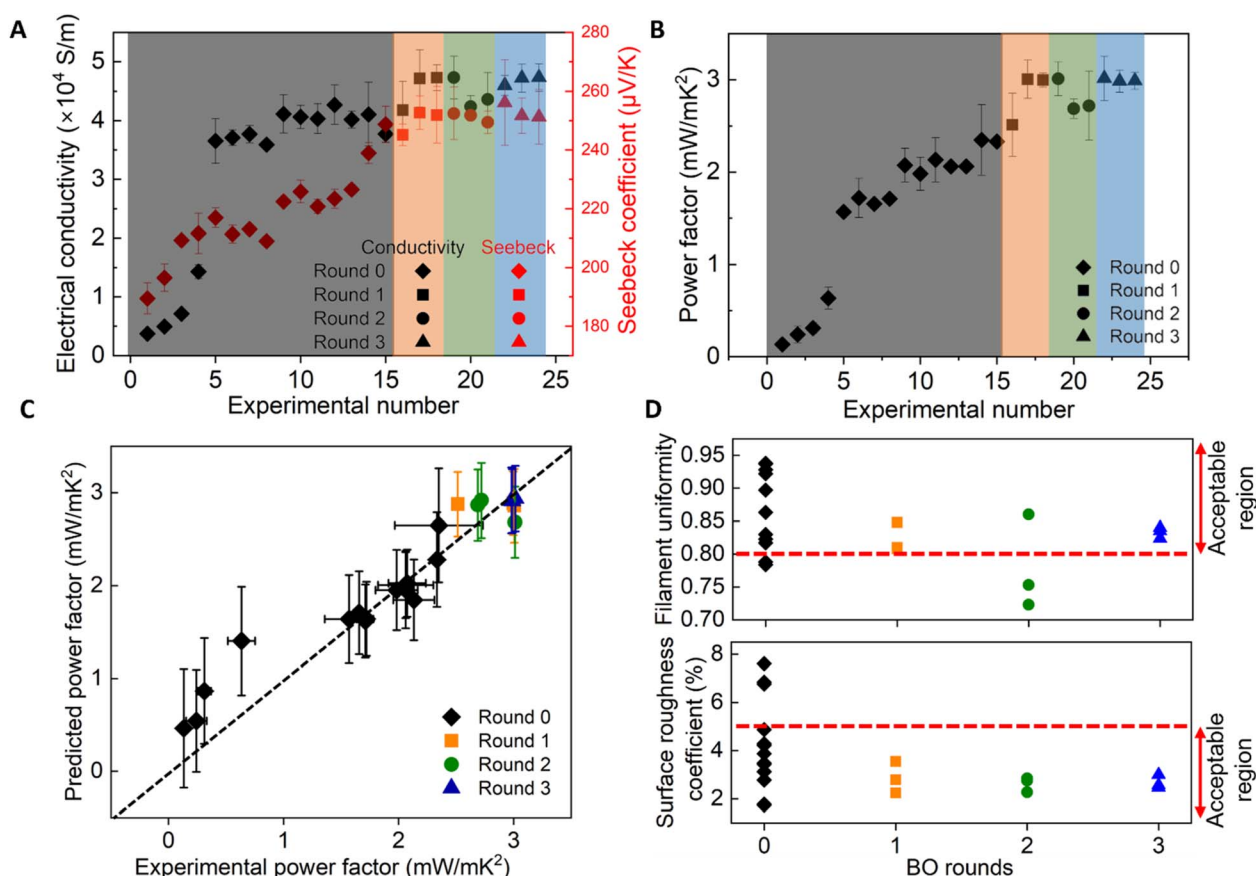 A
Electrical conductivity (×10⁴ S/m)
5
4
3
2
1
0
0 5 10 15 20 25
Experimental number
280
260
240
220
200
180
Seebeck coefficient (µV/K)
Conductivity Seebeck
Round 0
Round 1
Round 2
Round 3
B
Power factor (mW/mK²)
3
2
1
0
0 5 10 15 20 25
Experimental number
Round 0
Round 1
Round 2
Round 3
C
Predicted power factor (mW/mK²)
3
2
1
0
0 1 2 3
Experimental power factor (mW/mK²)
Round 0
Round 1
Round 2
Round 3
D
Filament uniformity
0.95
0.90
0.85
0.80
0.75
0.70
Acceptable
region
Surface roughness
coefficient (%)
8
6
4
2
Acceptable
region
0 1 2 3
BO rounds